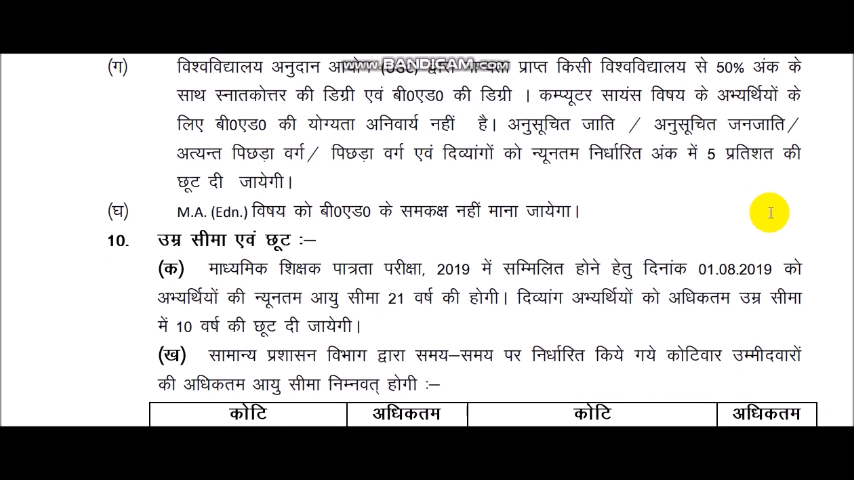 www.BANDICAM.com
(ग) विश्वविद्यालय अनुदान द्वारा प्राप्त किसी विश्वविद्यालय से 50% अंक के
साथ स्नातकोत्तर की डिग्री एवं बी0एड0 की डिग्री । कम्प्यूटर सायंस विषय के अभ्यर्थियों के
लिए बी0एड0 की योग्यता अनिवार्य नहीं है। अनुसूचित जाति / अनुसूचित जनजाति/
अत्यन्त पिछड़ा वर्ग/ पिछड़ा वर्ग एवं दिव्यांगों को न्यूनतम निर्धारित अंक में 5 प्रतिशत की
छूट दी जायेगी।
(घ) M.A. (Edn.) विषय को बी0एड0 के समकक्ष नहीं माना जायेगा।
10. उम्र सीमा एवं छूट :–
(क) माध्यमिक शिक्षक पात्रता परीक्षा, 2019 में सम्मिलित होने हेतु दिनांक 01.08.2019 को
अभ्यर्थियों की न्यूनतम आयु सीमा 21 वर्ष की होगी। दिव्यांग अभ्यर्थियों को अधिकतम उम्र सीमा
में 10 वर्ष की छूट दी जायेगी।
(ख) सामान्य प्रशासन विभाग द्वारा समय–समय पर निर्धारित किये गये कोटिवार उम्मीदवारों
की अधिकतम आयु सीमा निम्नवत् होगी :–
कोटि अधिकतम कोटि अधिकतम